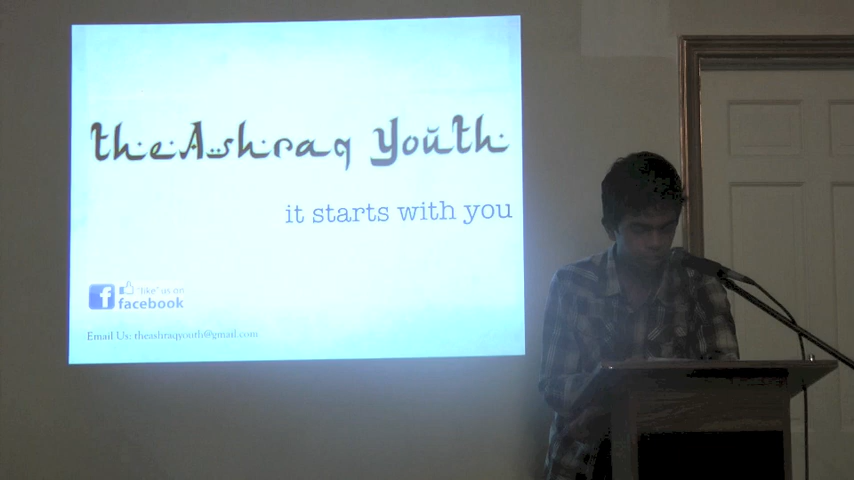 theAshraq Youth
it starts with you
"like" us on
facebook
Email Us: theashraqyouth@gmail.com